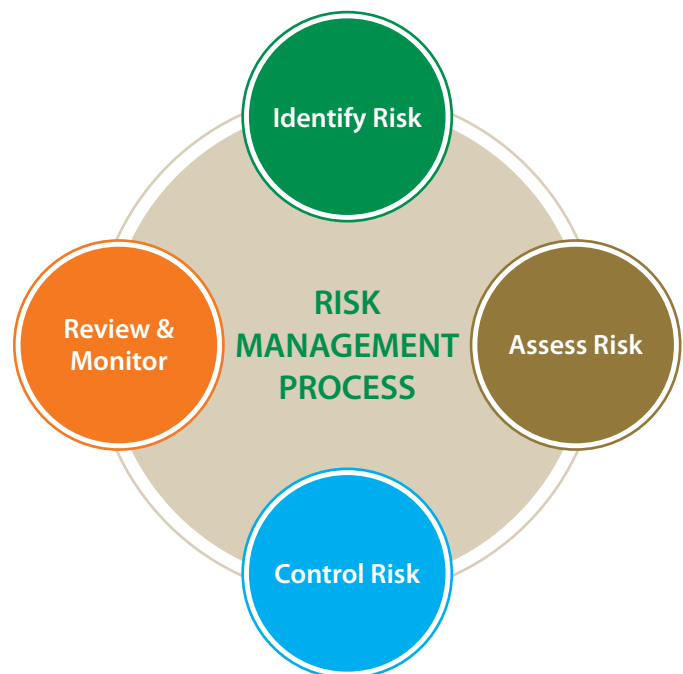 Identify Risk
RISK
MANAGEMENT
PROCESS
Assess Risk
Control Risk
Review &
Monitor